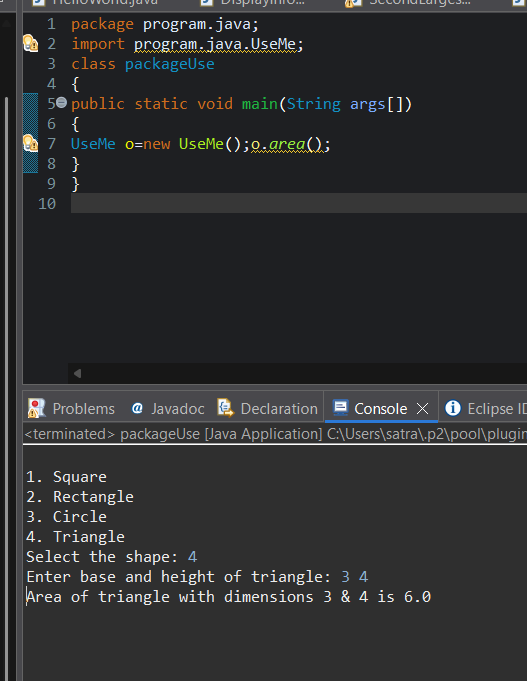 HelloWorld.java DisplayInfo... SecondLarges...
1 package program.java;
2 import program.java.UseMe;
3 class packageUse
4 {
5 public static void main(String args[])
6 {
7 UseMe o=new UseMe();o.area();
8 }
9 }
10
Problems @ Javadoc Declaration Console Eclipse ID
<terminated> packageUse [Java Application] C:\Users\satra\.p2\pool\plugin
1. Square
2. Rectangle
3. Circle
4. Triangle
Select the shape: 4
Enter base and height of triangle: 3 4
Area of triangle with dimensions 3 & 4 is 6.0